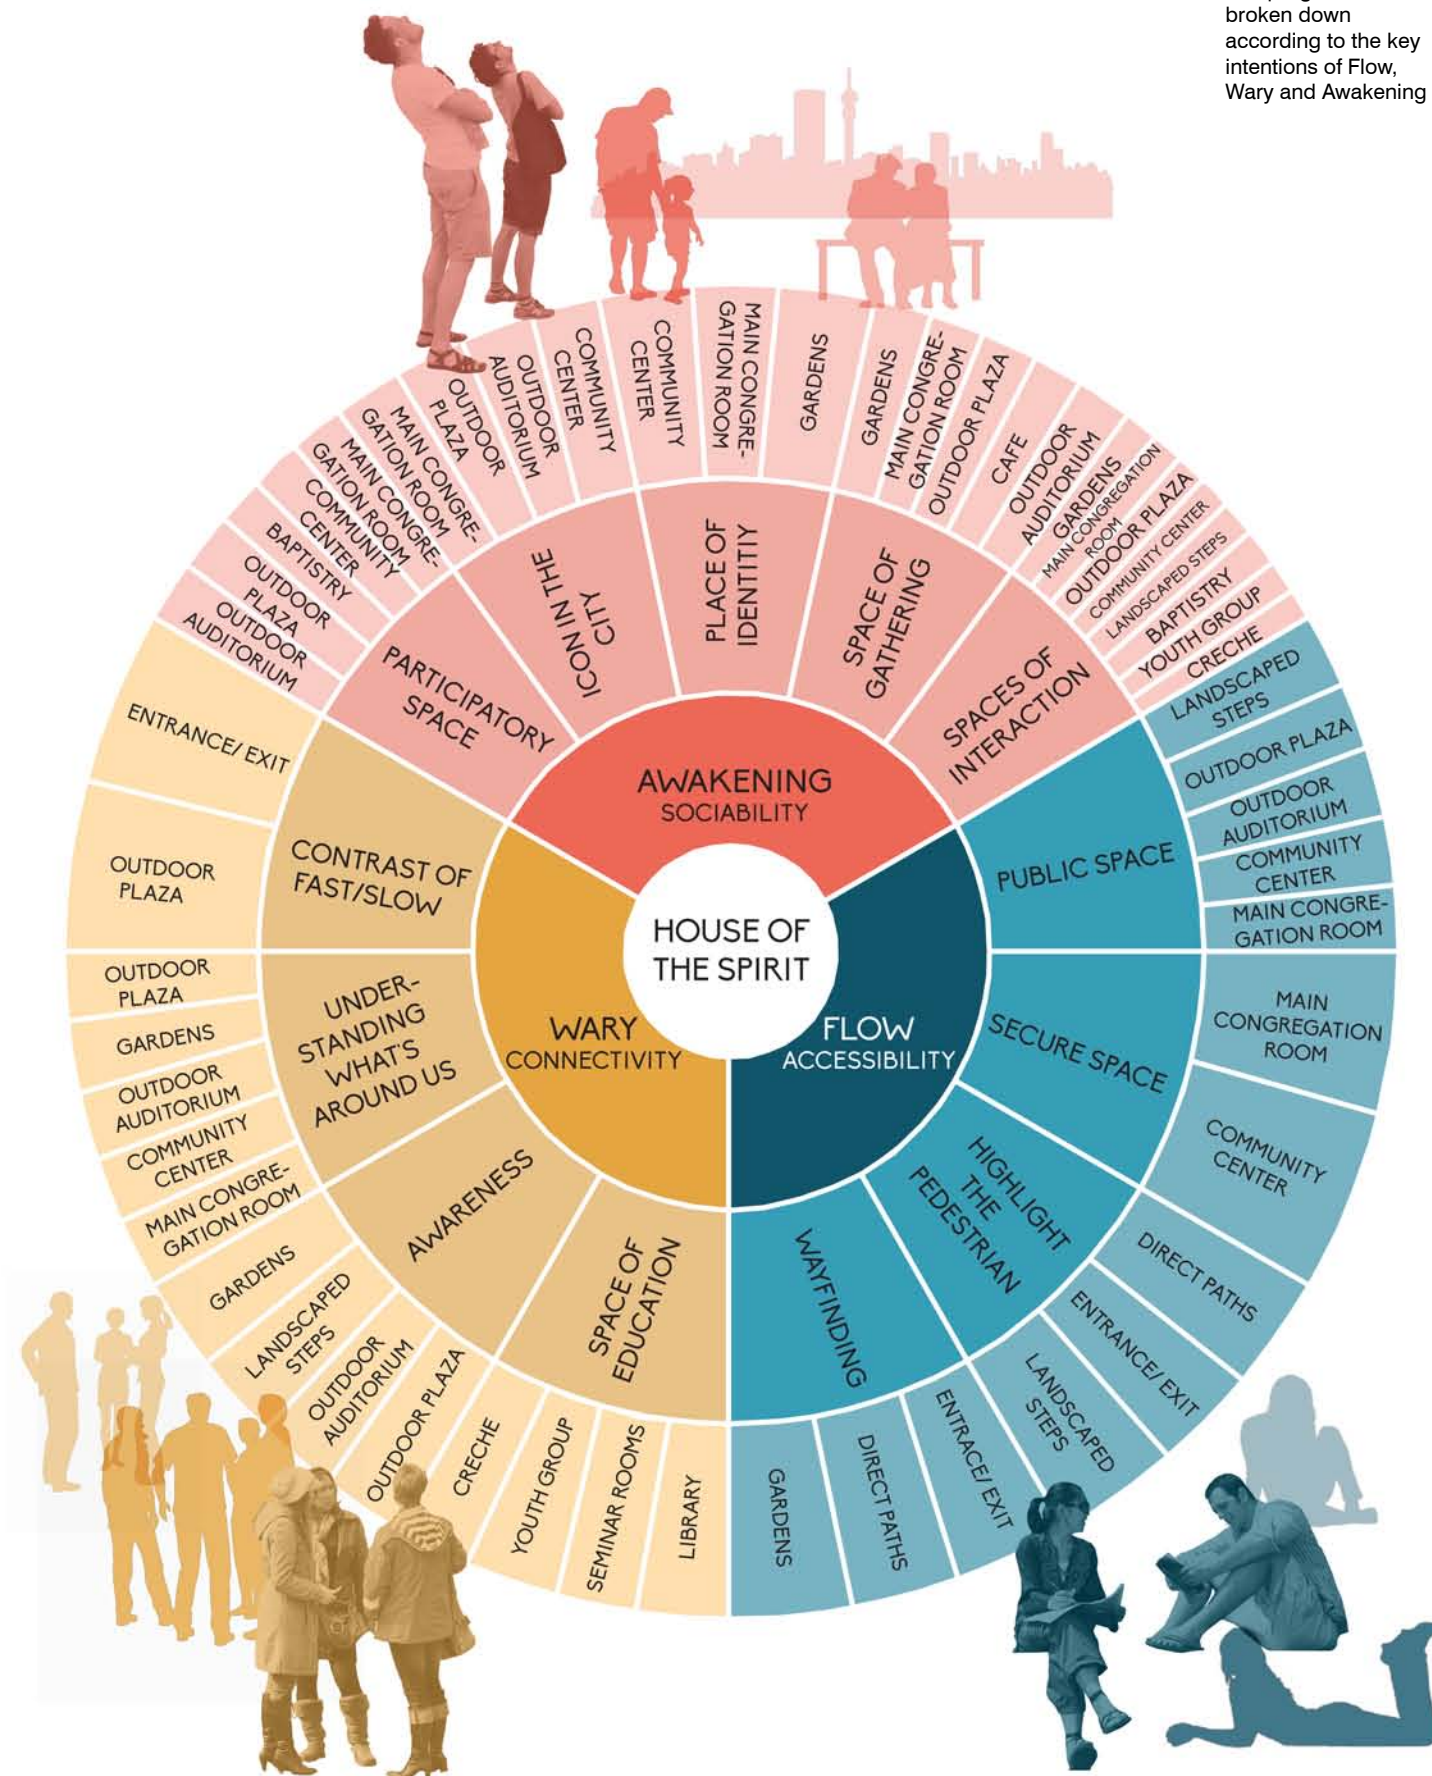 broken down
according to the key
intentions of Flow,
Wary and Awakening
HOUSE OF
THE SPIRIT
AWAKENING
SOCIABILITY
FLOW
ACCESSIBILITY
WARY
CONNECTIVITY
PARTICIPATORY
SPACE
ICON IN THE
CITY
PLACE OF
IDENTITIY
SPACE OF
GATHERING
SPACES OF
INTERACTION
PUBLIC SPACE
SECURE SPACE
HIGHLIGHT
THE
PEDESTRIAN
WAYFINDING
SPACE OF
EDUCATION
AWARENESS
UNDER-
STANDING
WHAT'S
AROUND US
CONTRAST OF
FAST/SLOW
OUTDOOR
AUDITORIUM
OUTDOOR
PLAZA
BAPTISTRY
COMMUNITY
CENTER
MAIN CONGRE-
GATION ROOM
MAIN CONGRE-
GATION ROOM
OUTDOOR
PLAZA
OUTDOOR
AUDITORIUM
COMMUNITY
CENTER
COMMUNITY
CENTER
MAIN CONGRE-
GATION ROOM
GARDENS
GARDENS
MAIN CONGRE-
GATION ROOM
OUTDOOR PLAZA
CAFE
OUTDOOR
AUDITORIUM
GARDENS
MAIN CONGREGATION
ROOM
OUTDOOR PLAZA
COMMUNITY CENTER
LANDSCAPED STEPS
BAPTISTRY
YOUTH GROUP
CRECHE
LANDSCAPED
STEPS
OUTDOOR PLAZA
OUTDOOR
AUDITORIUM
COMMUNITY
CENTER
MAIN CONGRE-
GATION ROOM
MAIN
CONGREGATION
ROOM
COMMUNITY
CENTER
DIRECT PATHS
ENTRANCE/ EXIT
LANDSCAPED
STEPS
ENTRACE/ EXIT
DIRECT PATHS
GARDENS
LIBRARY
SEMINAR ROOMS
YOUTH GROUP
CRECHE
OUTDOOR PLAZA
OUTDOOR
AUDITORIUM
LANDSCAPED
STEPS
GARDENS
MAIN CONGRE-
GATION ROOM
COMMUNITY
CENTER
OUTDOOR
AUDITORIUM
GARDENS
OUTDOOR
PLAZA
OUTDOOR
PLAZA
ENTRANCE/ EXIT